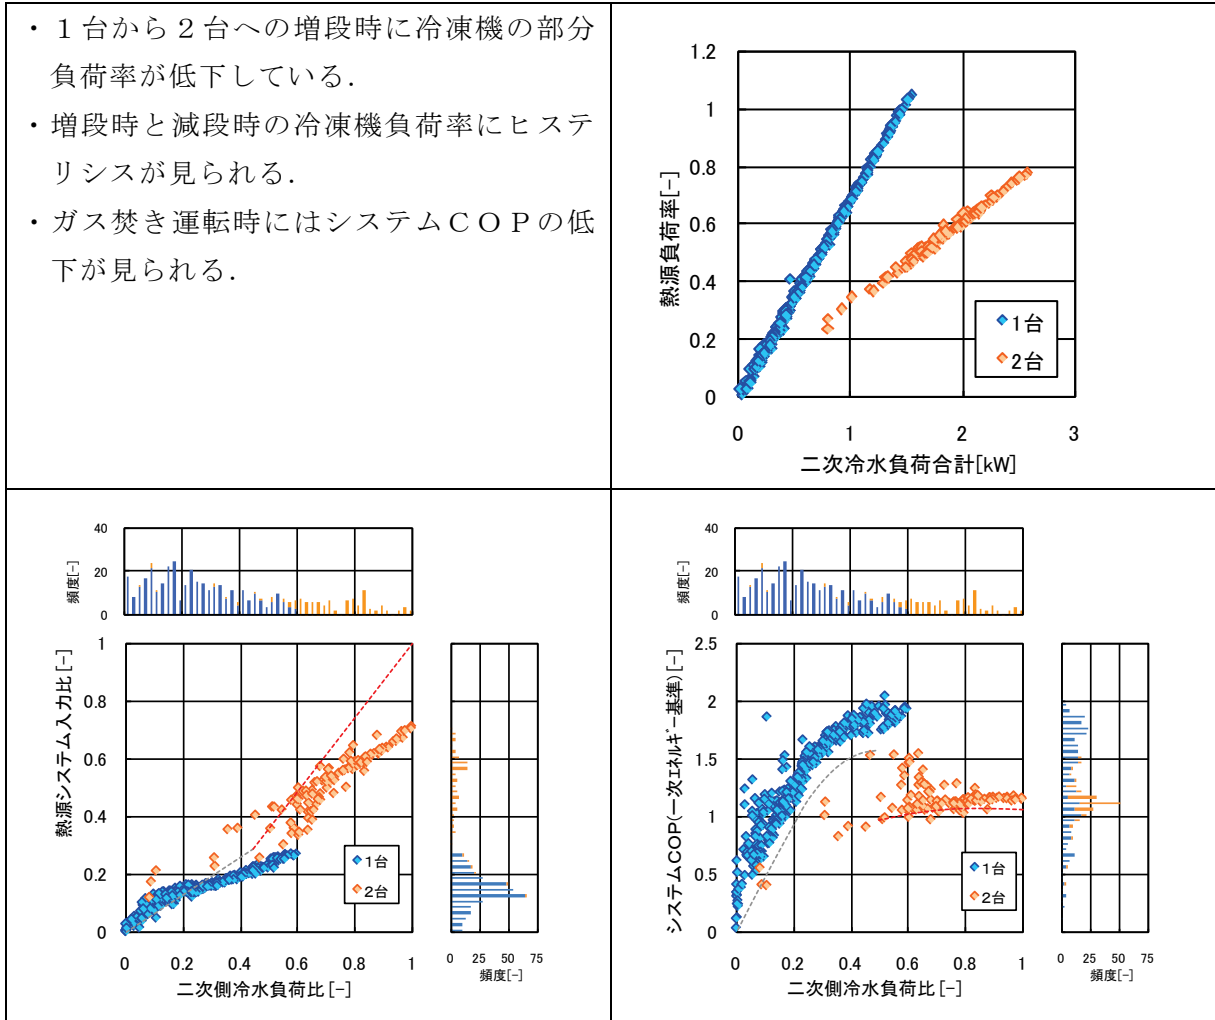 ・１台から２台への増段時に冷凍機の部分
負荷率が低下している．
・増段時と減段時の冷凍機負荷率にヒステ
リシスが見られる．
・ガス焚き運転時にはシステムＣＯＰの低
下が見られる．
熱源負荷率[-]
1.2
1
0.8
0.6
0.4
0.2
0
0 1 2 3
二次冷水負荷合計[kW]
1台
2台
頻度[-]
40
20
0
熱源システム入力比[-]
1
0.8
0.6
0.4
0.2
0
0 0.2 0.4 0.6 0.8 1
二次側冷水負荷比[-]
1台
2台
0 25 50 75
頻度[-]
頻度[-]
40
20
0
システムCOP(一次エネルギー基準)[-]
2.5
2
1.5
1
0.5
0
0 0.2 0.4 0.6 0.8 1
二次側冷水負荷比[-]
1台
2台
0 25 50 75
頻度[-]